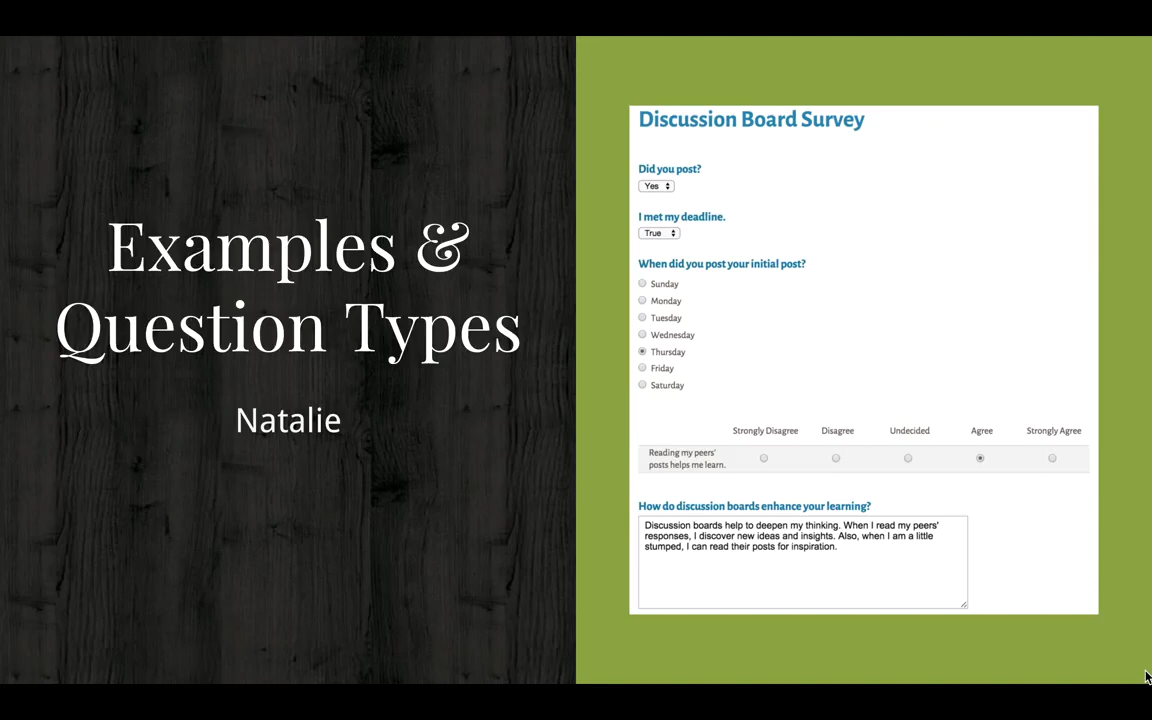 Examples &
Question Types
Natalie
Discussion Board Survey
Did you post?
Yes
I met my deadline.
True
When did you post your initial post?
Sunday
Monday
Tuesday
Wednesday
Thursday
Friday
Saturday
Strongly Disagree Disagree Undecided Agree Strongly Agree
Reading my peers'
posts helps me learn.
How do discussion boards enhance your learning?
Discussion boards help to deepen my thinking. When I read my peers'
responses, I discover new ideas and insights. Also, when I am a little
stumped, I can read their posts for inspiration.